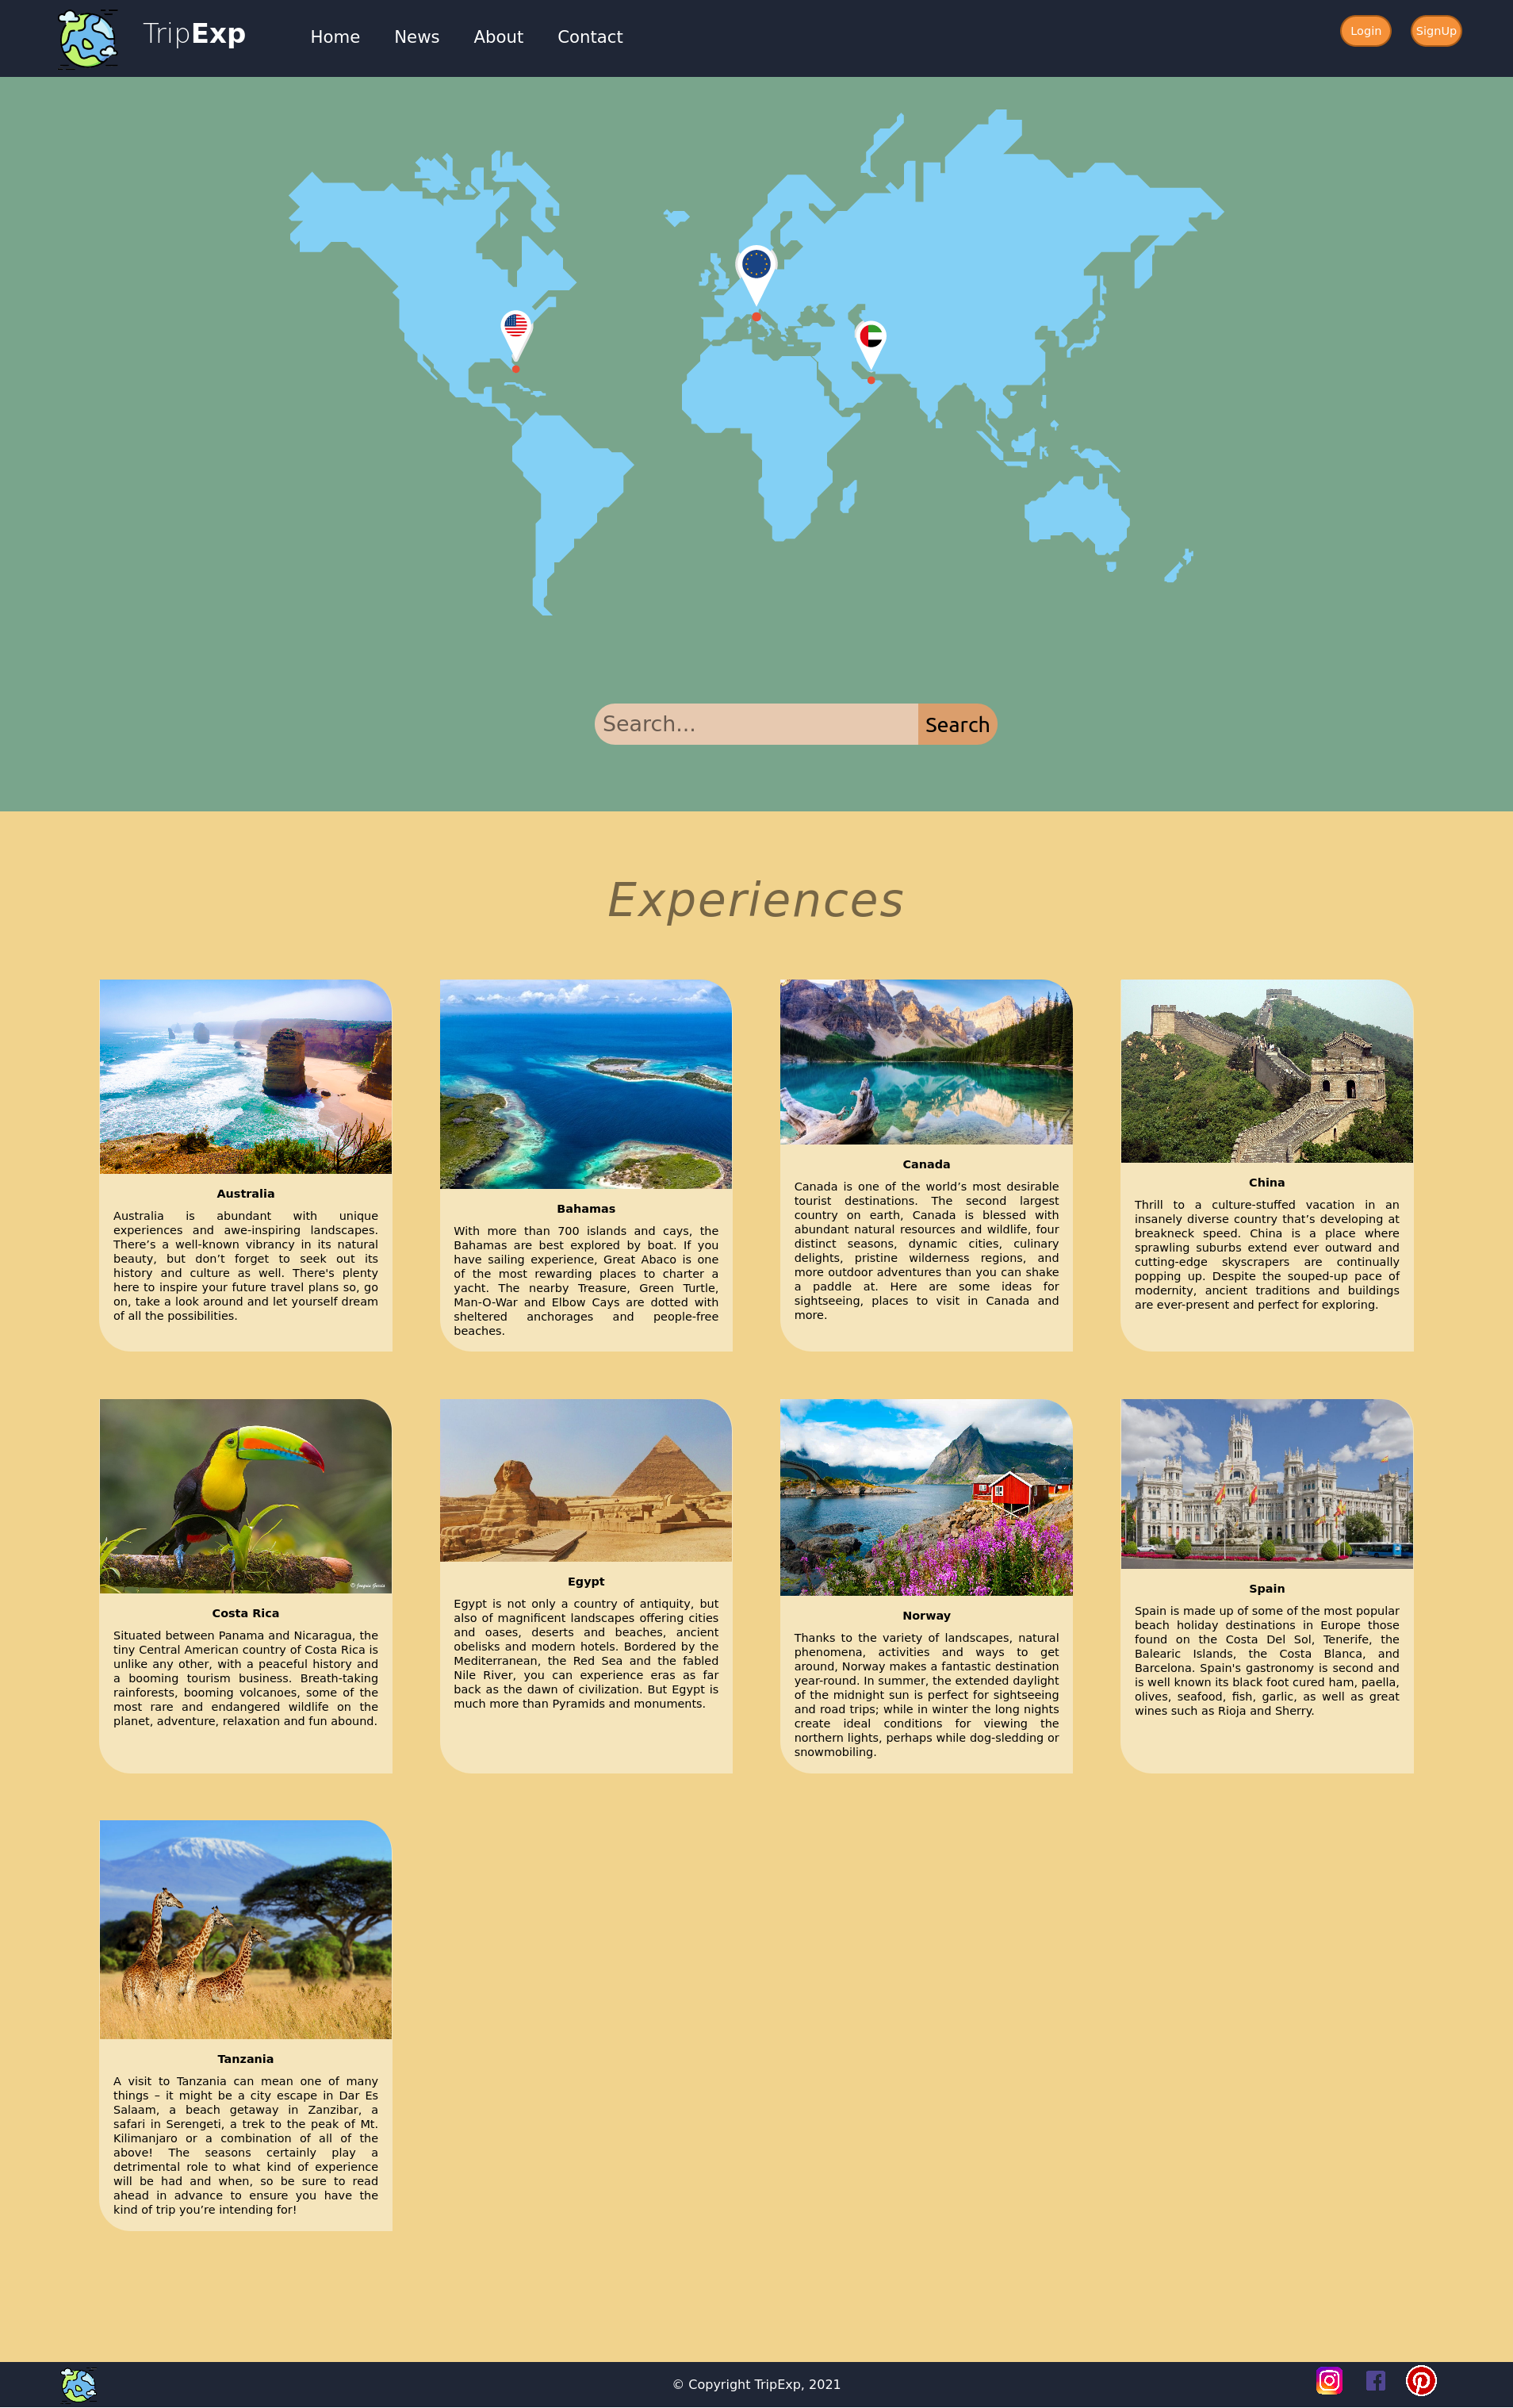 TripExp
Home
News
About
Contact
Login
SignUp
Search...
Search
Experiences
Australia
Australia is abundant with unique
experiences and awe-inspiring landscapes.
There’s a well-known vibrancy in its natural
beauty, but don’t forget to seek out its
history and culture as well. There's plenty
here to inspire your future travel plans so, go
on, take a look around and let yourself dream
of all the possibilities.
Bahamas
With more than 700 islands and cays, the
Bahamas are best explored by boat. If you
have sailing experience, Great Abaco is one
of the most rewarding places to charter a
yacht. The nearby Treasure, Green Turtle,
Man-O-War and Elbow Cays are dotted with
sheltered anchorages and people-free
beaches.
Canada
Canada is one of the world’s most desirable
tourist destinations. The second largest
country on earth, Canada is blessed with
abundant natural resources and wildlife, four
distinct seasons, dynamic cities, culinary
delights, pristine wilderness regions, and
more outdoor adventures than you can shake
a paddle at. Here are some ideas for
sightseeing, places to visit in Canada and
more.
China
Thrill to a culture-stuffed vacation in an
insanely diverse country that’s developing at
breakneck speed. China is a place where
sprawling suburbs extend ever outward and
cutting-edge skyscrapers are continually
popping up. Despite the souped-up pace of
modernity, ancient traditions and buildings
are ever-present and perfect for exploring.
Costa Rica
Situated between Panama and Nicaragua, the
tiny Central American country of Costa Rica is
unlike any other, with a peaceful history and
a booming tourism business. Breath-taking
rainforests, booming volcanoes, some of the
most rare and endangered wildlife on the
planet, adventure, relaxation and fun abound.
Egypt
Egypt is not only a country of antiquity, but
also of magnificent landscapes offering cities
and oases, deserts and beaches, ancient
obelisks and modern hotels. Bordered by the
Mediterranean, the Red Sea and the fabled
Nile River, you can experience eras as far
back as the dawn of civilization. But Egypt is
much more than Pyramids and monuments.
Norway
Thanks to the variety of landscapes, natural
phenomena, activities and ways to get
around, Norway makes a fantastic destination
year-round. In summer, the extended daylight
of the midnight sun is perfect for sightseeing
and road trips; while in winter the long nights
create ideal conditions for viewing the
northern lights, perhaps while dog-sledding or
snowmobiling.
Spain
Spain is made up of some of the most popular
beach holiday destinations in Europe those
found on the Costa Del Sol, Tenerife, the
Balearic Islands, the Costa Blanca, and
Barcelona. Spain's gastronomy is second and
is well known its black foot cured ham, paella,
olives, seafood, fish, garlic, as well as great
wines such as Rioja and Sherry.
Tanzania
A visit to Tanzania can mean one of many
things – it might be a city escape in Dar Es
Salaam, a beach getaway in Zanzibar, a
safari in Serengeti, a trek to the peak of Mt.
Kilimanjaro or a combination of all of the
above! The seasons certainly play a
detrimental role to what kind of experience
will be had and when, so be sure to read
ahead in advance to ensure you have the
kind of trip you’re intending for!
© Copyright TripExp, 2021